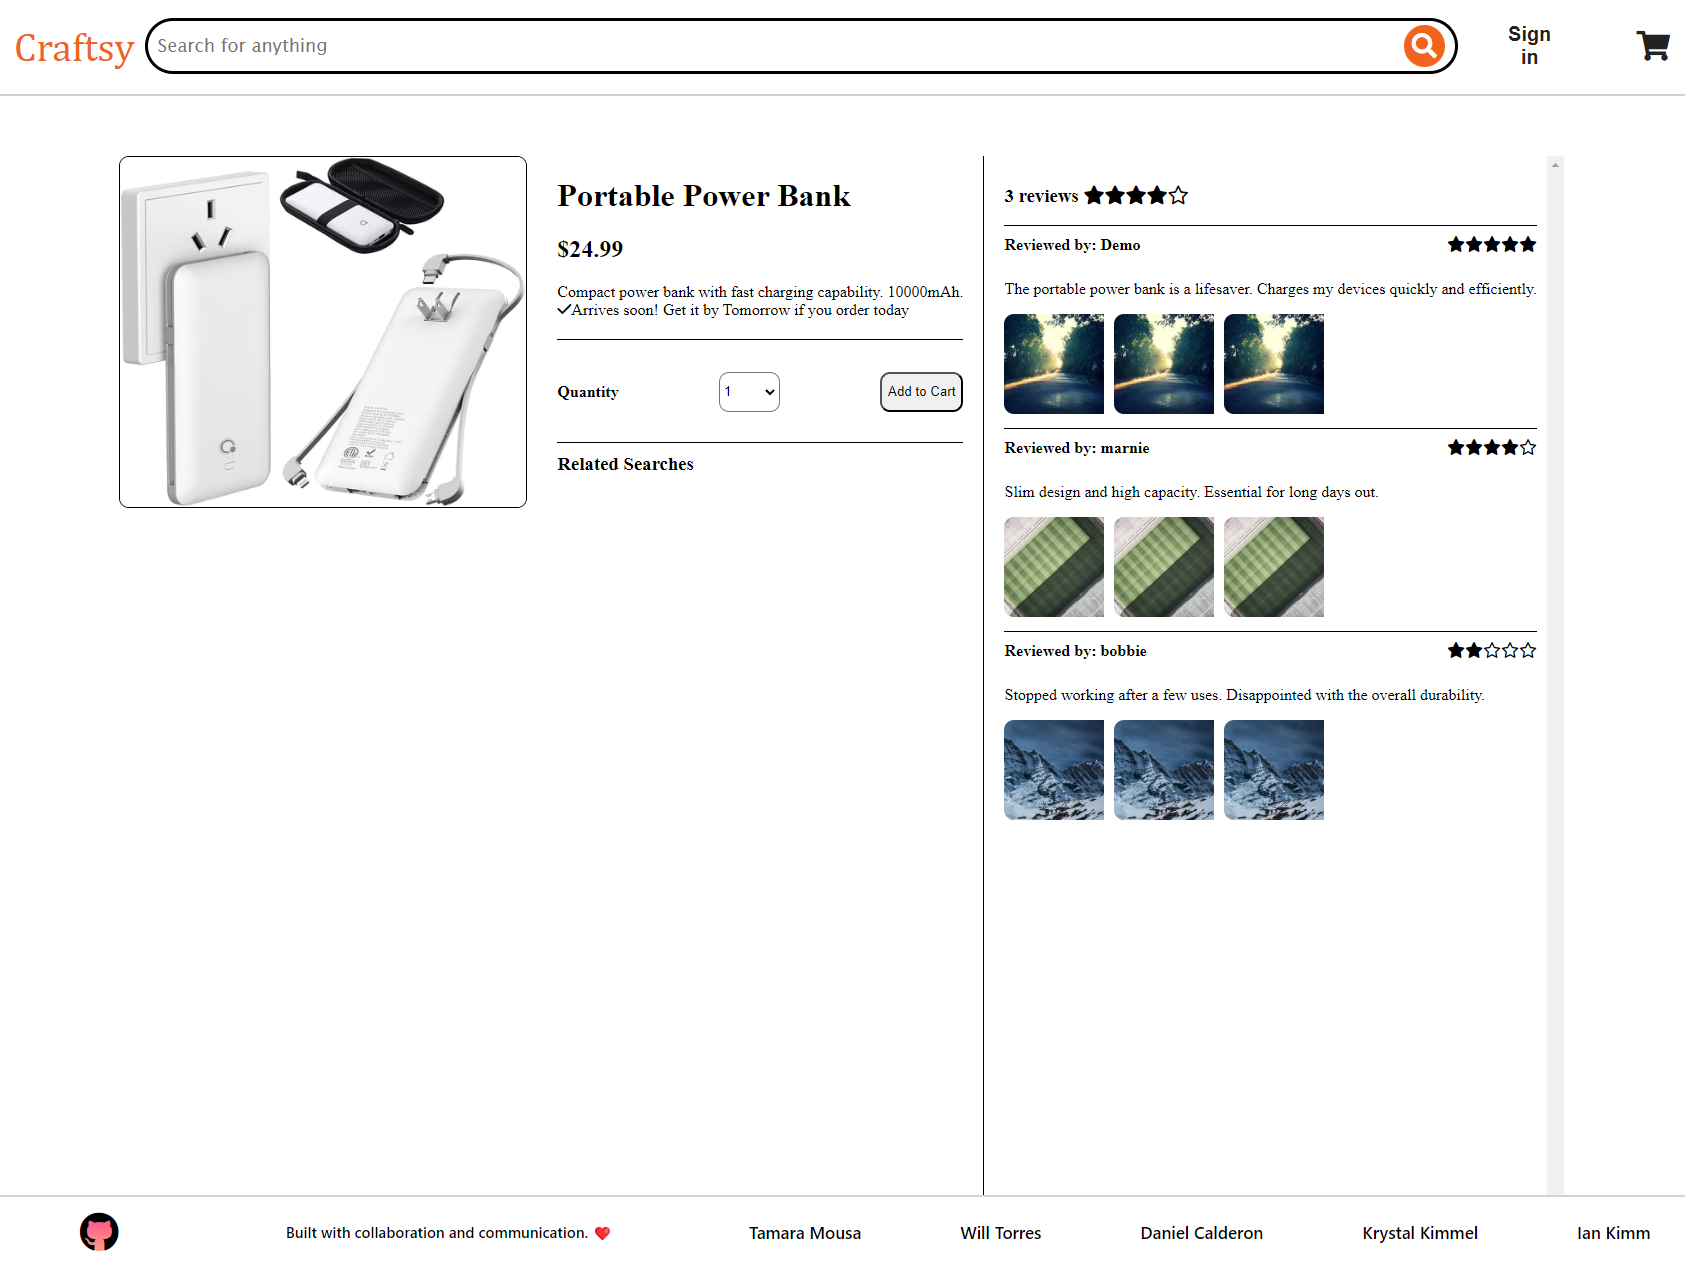 Craftsy
Search for anything
Sign
in
Portable Power Bank
$24.99
Compact power bank with fast charging capability. 10000mAh.
Arrives soon! Get it by Tomorrow if you order today
Quantity
1
Add to Cart
Related Searches
3 reviews
Reviewed by: Demo
The portable power bank is a lifesaver. Charges my devices quickly and efficiently.
Reviewed by: marnie
Slim design and high capacity. Essential for long days out.
Reviewed by: bobbie
Stopped working after a few uses. Disappointed with the overall durability.
Built with collaboration and communication.
Tamara Mousa
Will Torres
Daniel Calderon
Krystal Kimmel
Ian Kimm